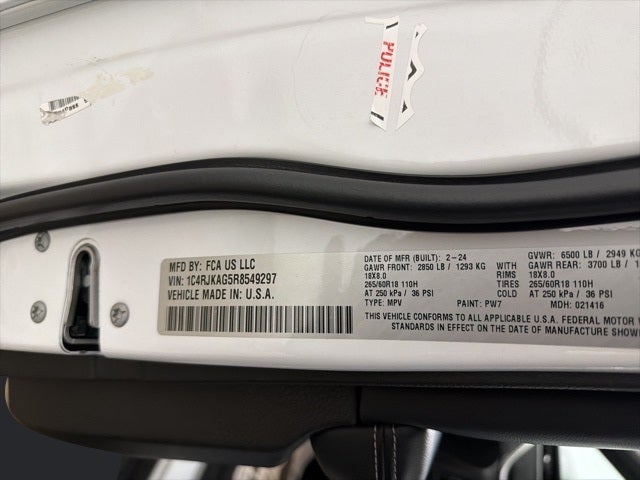 POLICE
Pass
MFD BY: FCA US LLC
VIN: 1C4RJKAG5R8549297
VEHICLE MADE IN U.S.A.
DATE OF MFR (BUILT): 2-24 GVWR: 6500 LB / 2949 KG
GAWR FRONT: 2850 LB / 1293 KG WITH GAWR REAR: 3700 LB /
18X8.0 RIMS 18X8.0
265/60R18 110H TIRES 265/60R18 110H
AT 250 kPa / 36 PSI COLD AT 250 kPa / 36 PSI
TYPE: MPV PAINT: PW7 MDH: 021416
THIS VEHICLE CONFORMS TO ALL APPLICABLE U.S.A. FEDERAL MOTOR
STANDARDS IN EFFECT ON THE DATE OF MANUFACTURE SHOWN